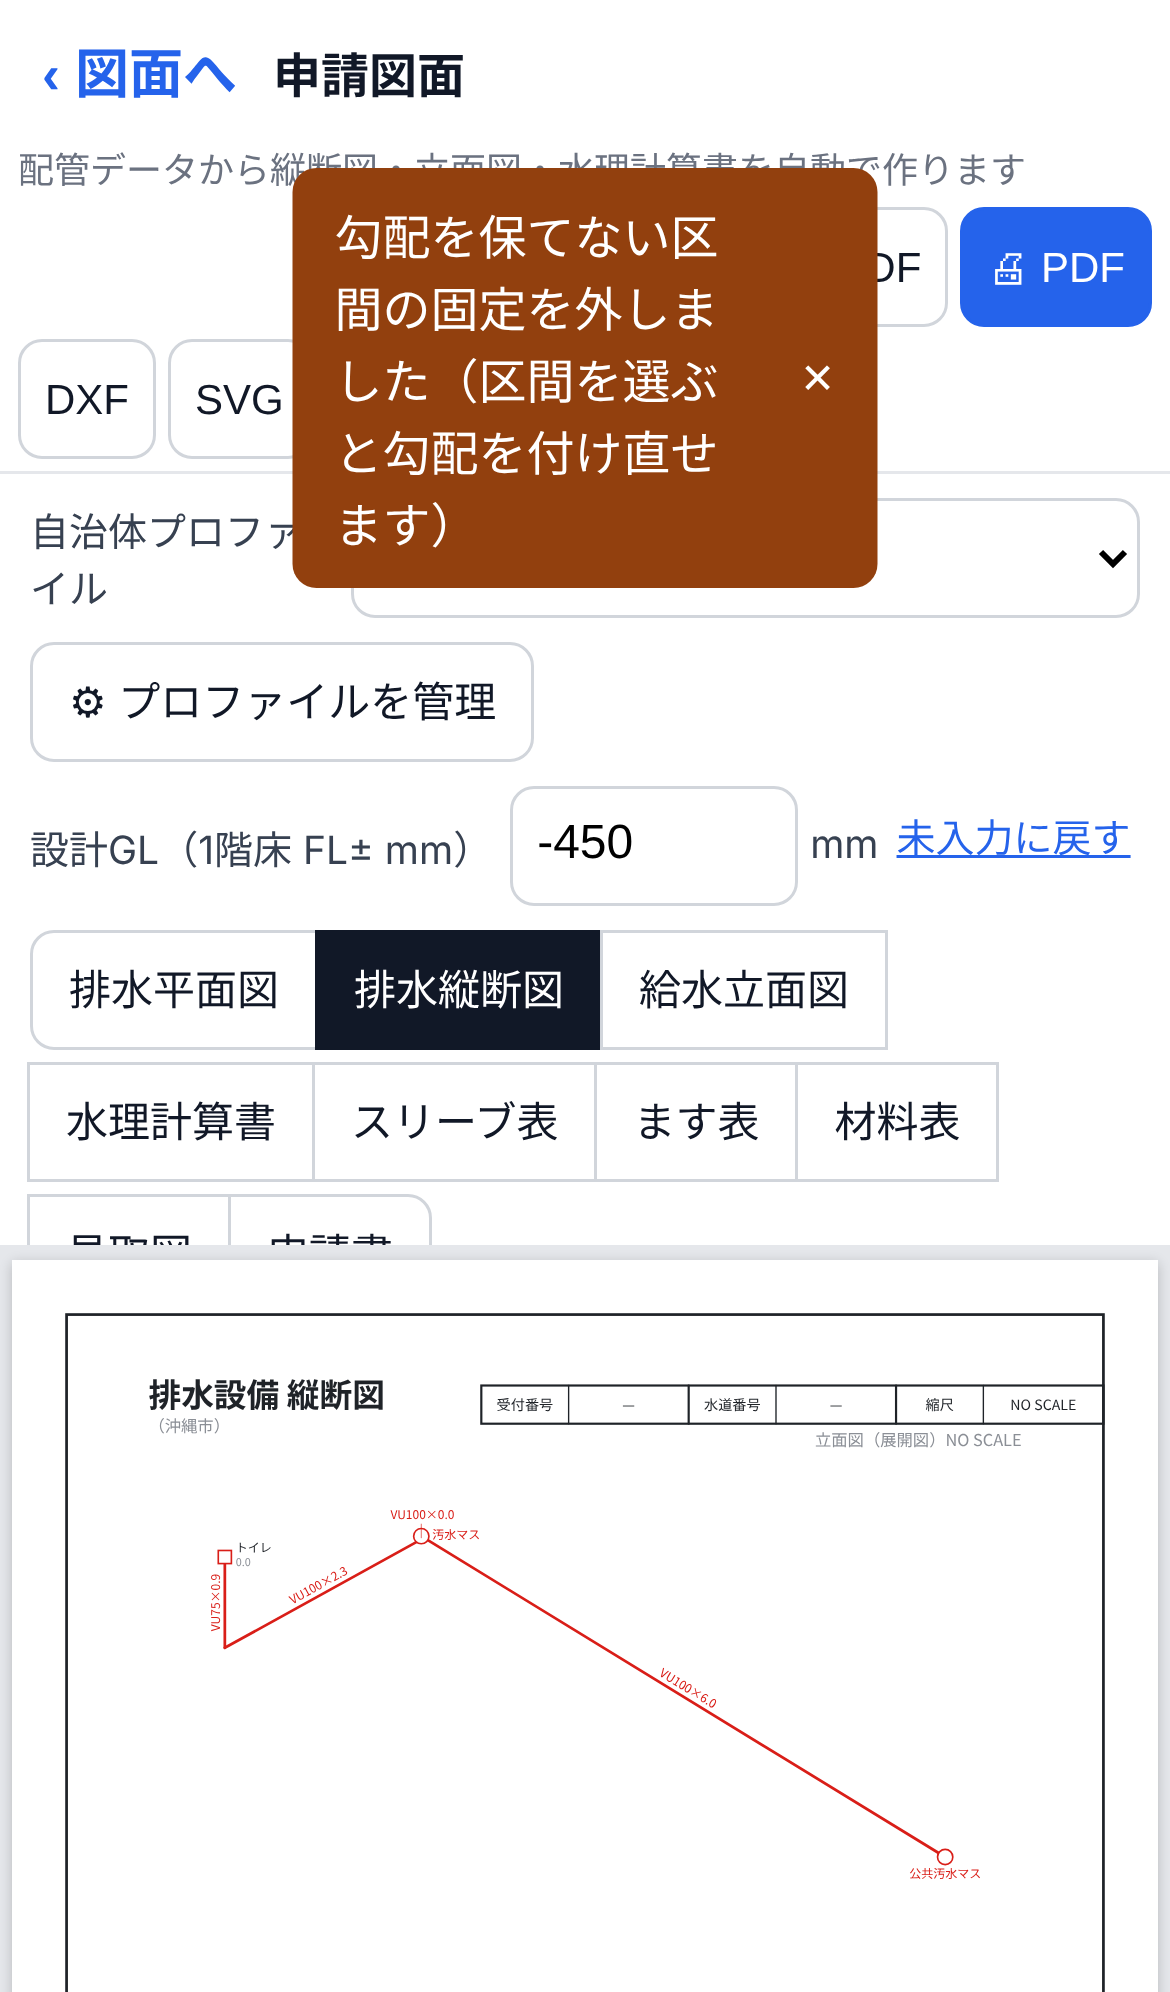 ‹ 図面へ 申請図面
配管データから縦断図・立面図・水理計算書を自動で作ります
勾配を保てない区
間の固定を外しま
した（区間を選ぶ
と勾配を付け直せ
ます）
×
DF
🖨 PDF
DXF
SVG
自治体プロファ
イル
⚙ プロファイルを管理
設計GL（1階床 FL± mm）
-450
mm
未入力に戻す
排水平面図
排水縦断図
給水立面図
水理計算書
スリーブ表
ます表
材料表
見取図
申請書
排水設備 縦断図
（沖縄市）
受付番号
—
水道番号
—
縮尺
NO SCALE
立面図（展開図）NO SCALE
VU100×0.0
汚水マス
トイレ
0.0
VU75×0.9
VU100×2.3
VU100×6.0
公共汚水マス